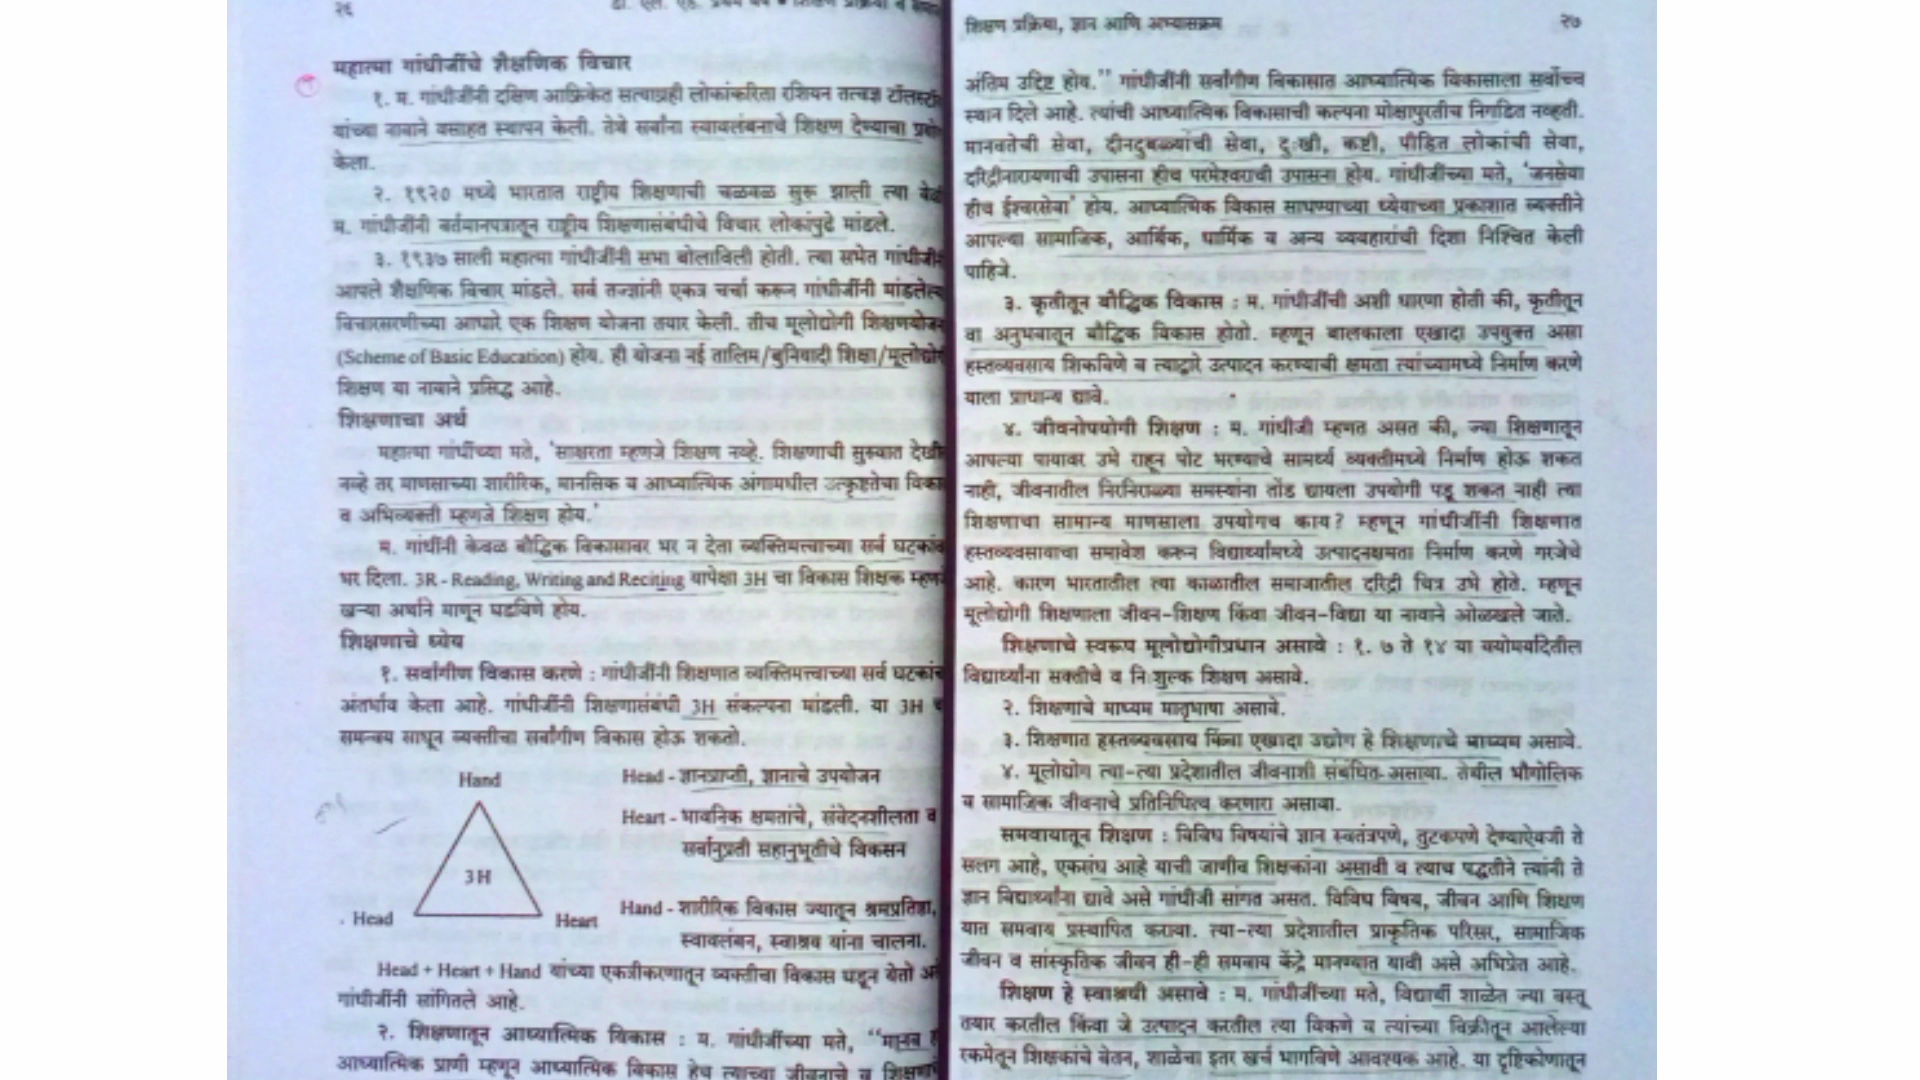 २६
महात्मा गांधीजींचे शैक्षणिक विचार
१. म. गांधीजींनी दक्षिण आफ्रिकेत सत्याग्रही लोकांकरिता रशियन तत्वज्ञ टॉलस्टॉय
यांच्या नावाने वसाहत स्थापन केली. तेथे सर्वांना स्वावलंबनाचे शिक्षण देण्याचा
केला.
२. १९२० मध्ये भारतात राष्ट्रीय शिक्षणाची चळवळ सुरू झाली त्या
म. गांधीजींनी वर्तमानपत्रातून राष्ट्रीय शिक्षणासंबंधीचे विचार लोकांपुढे मांडले.
३. १९३७ साली महात्मा गांधीजींनी सभा बोलाविली होती. त्या सभेत
आपले शैक्षणिक विचार मांडले. सर्व तज्ज्ञांनी एकत्र चर्चा करून गांधीजींनी
विचारसरणीच्या आधारे एक शिक्षण योजना तयार केली. तीच मूलोद्योगी
(Scheme of Basic Education) होय. ही योजना नई तालिम/बुनियादी शिक्षा/
शिक्षण या नावाने प्रसिद्ध आहे.
शिक्षणाचा अर्थ
महात्मा गांधींच्या मते, 'साक्षरता म्हणजे शिक्षण नव्हे. शिक्षणाची सुरुवात
नव्हे तर माणसाच्या शारीरिक, मानसिक व आध्यात्मिक अंगामधील उत्कृष्टतेचा
व अभिव्यक्ती म्हणजे शिक्षण होय.'
म. गांधींनी केवळ बौद्धिक विकासावर भर न देता व्यक्तिमत्त्वाच्या सर्व
भर दिला. 3R - Reading, Writing and Reciting यापेक्षा 3H चा विकास शिक्षक
खऱ्या अर्थाने माणून घडविणे होय.
शिक्षणाचे ध्येय
१. सर्वांगीण विकास करणे : गांधीजींनी शिक्षणात व्यक्तिमत्त्वाच्या सर्व
अंतर्भाव केला आहे. गांधीजींनी शिक्षणासंबंधी 3H संकल्पना मांडली. या 3H
समन्वय साधून व्यक्तीचा सर्वांगीण विकास होऊ शकतो.
Hand
3H
Head
Heart
Head - ज्ञानप्राप्ती, ज्ञानाचे उपयोजन
Heart - भावनिक क्षमतांचे, संवेदनशीलता व
सर्वांनुप्रती सहानुभूतीचे विकसन
Hand - शारीरिक विकास ज्यातून श्रमप्रतिष्ठा,
स्वावलंबन, स्वाश्रय यांना चालना.
Head + Heart + Hand यांच्या एकत्रीकरणातून व्यक्तीचा विकास घडून येतो
गांधीजींनी सांगितले आहे.
२. शिक्षणातून आध्यात्मिक विकास : म. गांधीजींच्या मते, "मानव
आध्यात्मिक प्राणी म्हणून आध्यात्मिक विकास हेच त्याच्या जीवनाचे व
शिक्षण प्रक्रिया, ज्ञान आणि अभ्यासक्रम
२७
अंतिम उद्दिष्ट होय." गांधीजींनी सर्वांगीण विकासात आध्यात्मिक विकासाला सर्वोच्च
स्थान दिले आहे. त्यांची आध्यात्मिक विकासाची कल्पना मोक्षापुरतीच निगडित नव्हती.
मानवतेची सेवा, दीनदुबळ्यांची सेवा, दुःखी, कष्टी, पीडित लोकांची सेवा,
दरिद्रीनारायणाची उपासना हीच परमेश्वराची उपासना होय. गांधीजींच्या मते, 'जनसेवा
हीच ईश्वरसेवा' होय. आध्यात्मिक विकास साधण्याच्या ध्येयाच्या प्रकाशात व्यक्तीने
आपल्या सामाजिक, आर्थिक, धार्मिक व अन्य व्यवहारांची दिशा निश्चित केली
पाहिजे.
३. कृतीतून बौद्धिक विकास : म. गांधीजींची अशी धारणा होती की, कृतीतून
वा अनुभवातून बौद्धिक विकास होतो. म्हणून बालकाला एखादा उपयुक्त असा
हस्तव्यवसाय शिकविणे व त्याद्वारे उत्पादन करण्याची क्षमता त्यांच्यामध्ये निर्माण करणे
याला प्राधान्य द्यावे.
४. जीवनोपयोगी शिक्षण : म. गांधीजी म्हणत असत की, ज्या शिक्षणातून
आपल्या पायावर उभे राहून पोट भरण्याचे सामर्थ्य व्यक्तीमध्ये निर्माण होऊ शकत
नाही, जीवनातील निरनिराळ्या समस्यांना तोंड द्यायला उपयोगी पडू शकत नाही त्या
शिक्षणाचा सामान्य माणसाला उपयोगच काय? म्हणून गांधीजींनी शिक्षणात
हस्तव्यवसायाचा समावेश करून विद्यार्थ्यांमध्ये उत्पादनक्षमता निर्माण करणे गरजेचे
आहे. कारण भारतातील त्या काळातील समाजातील दरिद्री चित्र उभे होते. म्हणून
मूलोद्योगी शिक्षणाला जीवन-शिक्षण किंवा जीवन-विद्या या नावाने ओळखले जाते.
शिक्षणाचे स्वरूप मूलोद्योगीप्रधान असावे : १. ७ ते १४ या वयोमर्यादेतील
विद्यार्थ्यांना सक्तीचे व निःशुल्क शिक्षण असावे.
२. शिक्षणाचे माध्यम मातृभाषा असावे.
३. शिक्षणात हस्तव्यवसाय किंवा एखादा उद्योग हे शिक्षणाचे माध्यम असावे.
४. मूलोद्योग त्या-त्या प्रदेशातील जीवनाशी संबंधित असावा. तेथील भौगोलिक
व सामाजिक जीवनाचे प्रतिनिधित्व करणारा असावा.
समवायातून शिक्षण : विविध विषयांचे ज्ञान स्वतंत्रपणे, तुटकपणे देण्याऐवजी ते
सलग आहे, एकसंध आहे याची जाणीव शिक्षकांना असावी व त्याच पद्धतीने त्यांनी ते
ज्ञान विद्यार्थ्यांना द्यावे असे गांधीजी सांगत असत. विविध विषय, जीवन आणि शिक्षण
यात समवाय प्रस्थापित करावा. त्या-त्या प्रदेशातील प्राकृतिक परिसर, सामाजिक
जीवन व सांस्कृतिक जीवन ही-ही समवाय केंद्रे मानण्यात यावी असे अभिप्रेत आहे.
शिक्षण हे स्वाश्रयी असावे : म. गांधीजींच्या मते, विद्यार्थी शाळेत ज्या वस्तू
तयार करतील किंवा जे उत्पादन करतील त्या विकणे व त्यांच्या विक्रीतून आलेल्या
रकमेतून शिक्षकांचे वेतन, शाळेचा इतर खर्च भागविणे आवश्यक आहे. या दृष्टिकोणातून